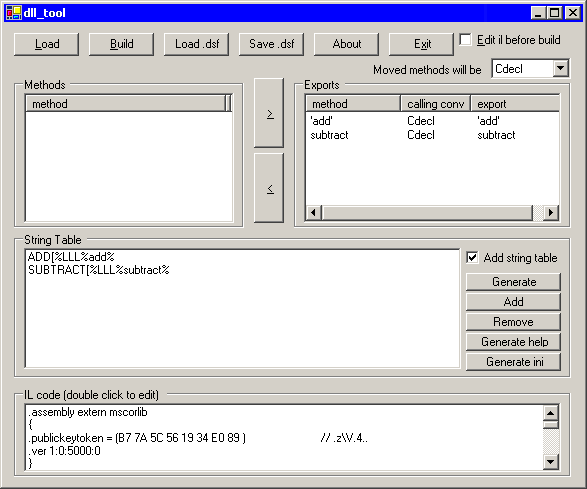 dll_tool
Load Build Load .dsf Save .dsf About Exit Edit il before build
Moved methods will be Cdecl
Methods
method
>
<
Exports
method calling conv export
'add' Cdecl 'add'
subtract Cdecl subtract
String Table
ADD[%LLL%add%
SUBTRACT[%LLL%subtract%
Add string table
Generate
Add
Remove
Generate help
Generate ini
IL code (double click to edit)
.assembly extern mscorlib
{
.publickeytoken = (B7 7A 5C 56 19 34 E0 89 ) // .z\V.4..
.ver 1:0:5000:0
}